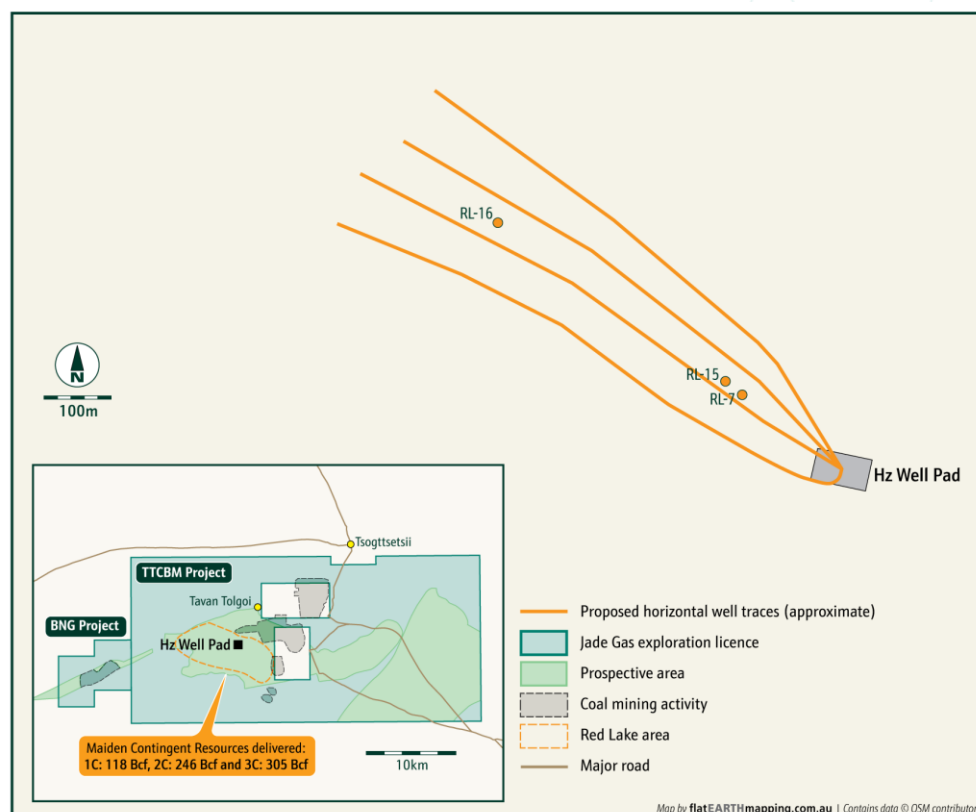 RL-16
N
100m
RL-15
RL-7
Hz Well Pad
Tsogttsetsii
TTCBM Project
Tavan Tolgoi
BNG Project
Hz Well Pad
Maiden Contingent Resources delivered:
1C: 118 Bcf, 2C: 246 Bcf and 3C: 305 Bcf
10km
Proposed horizontal well traces (approximate)
Jade Gas exploration licence
Prospective area
Coal mining activity
Red Lake area
Major road
Map by flatEARTHmapping.com.au | Contains data © OSM contributor